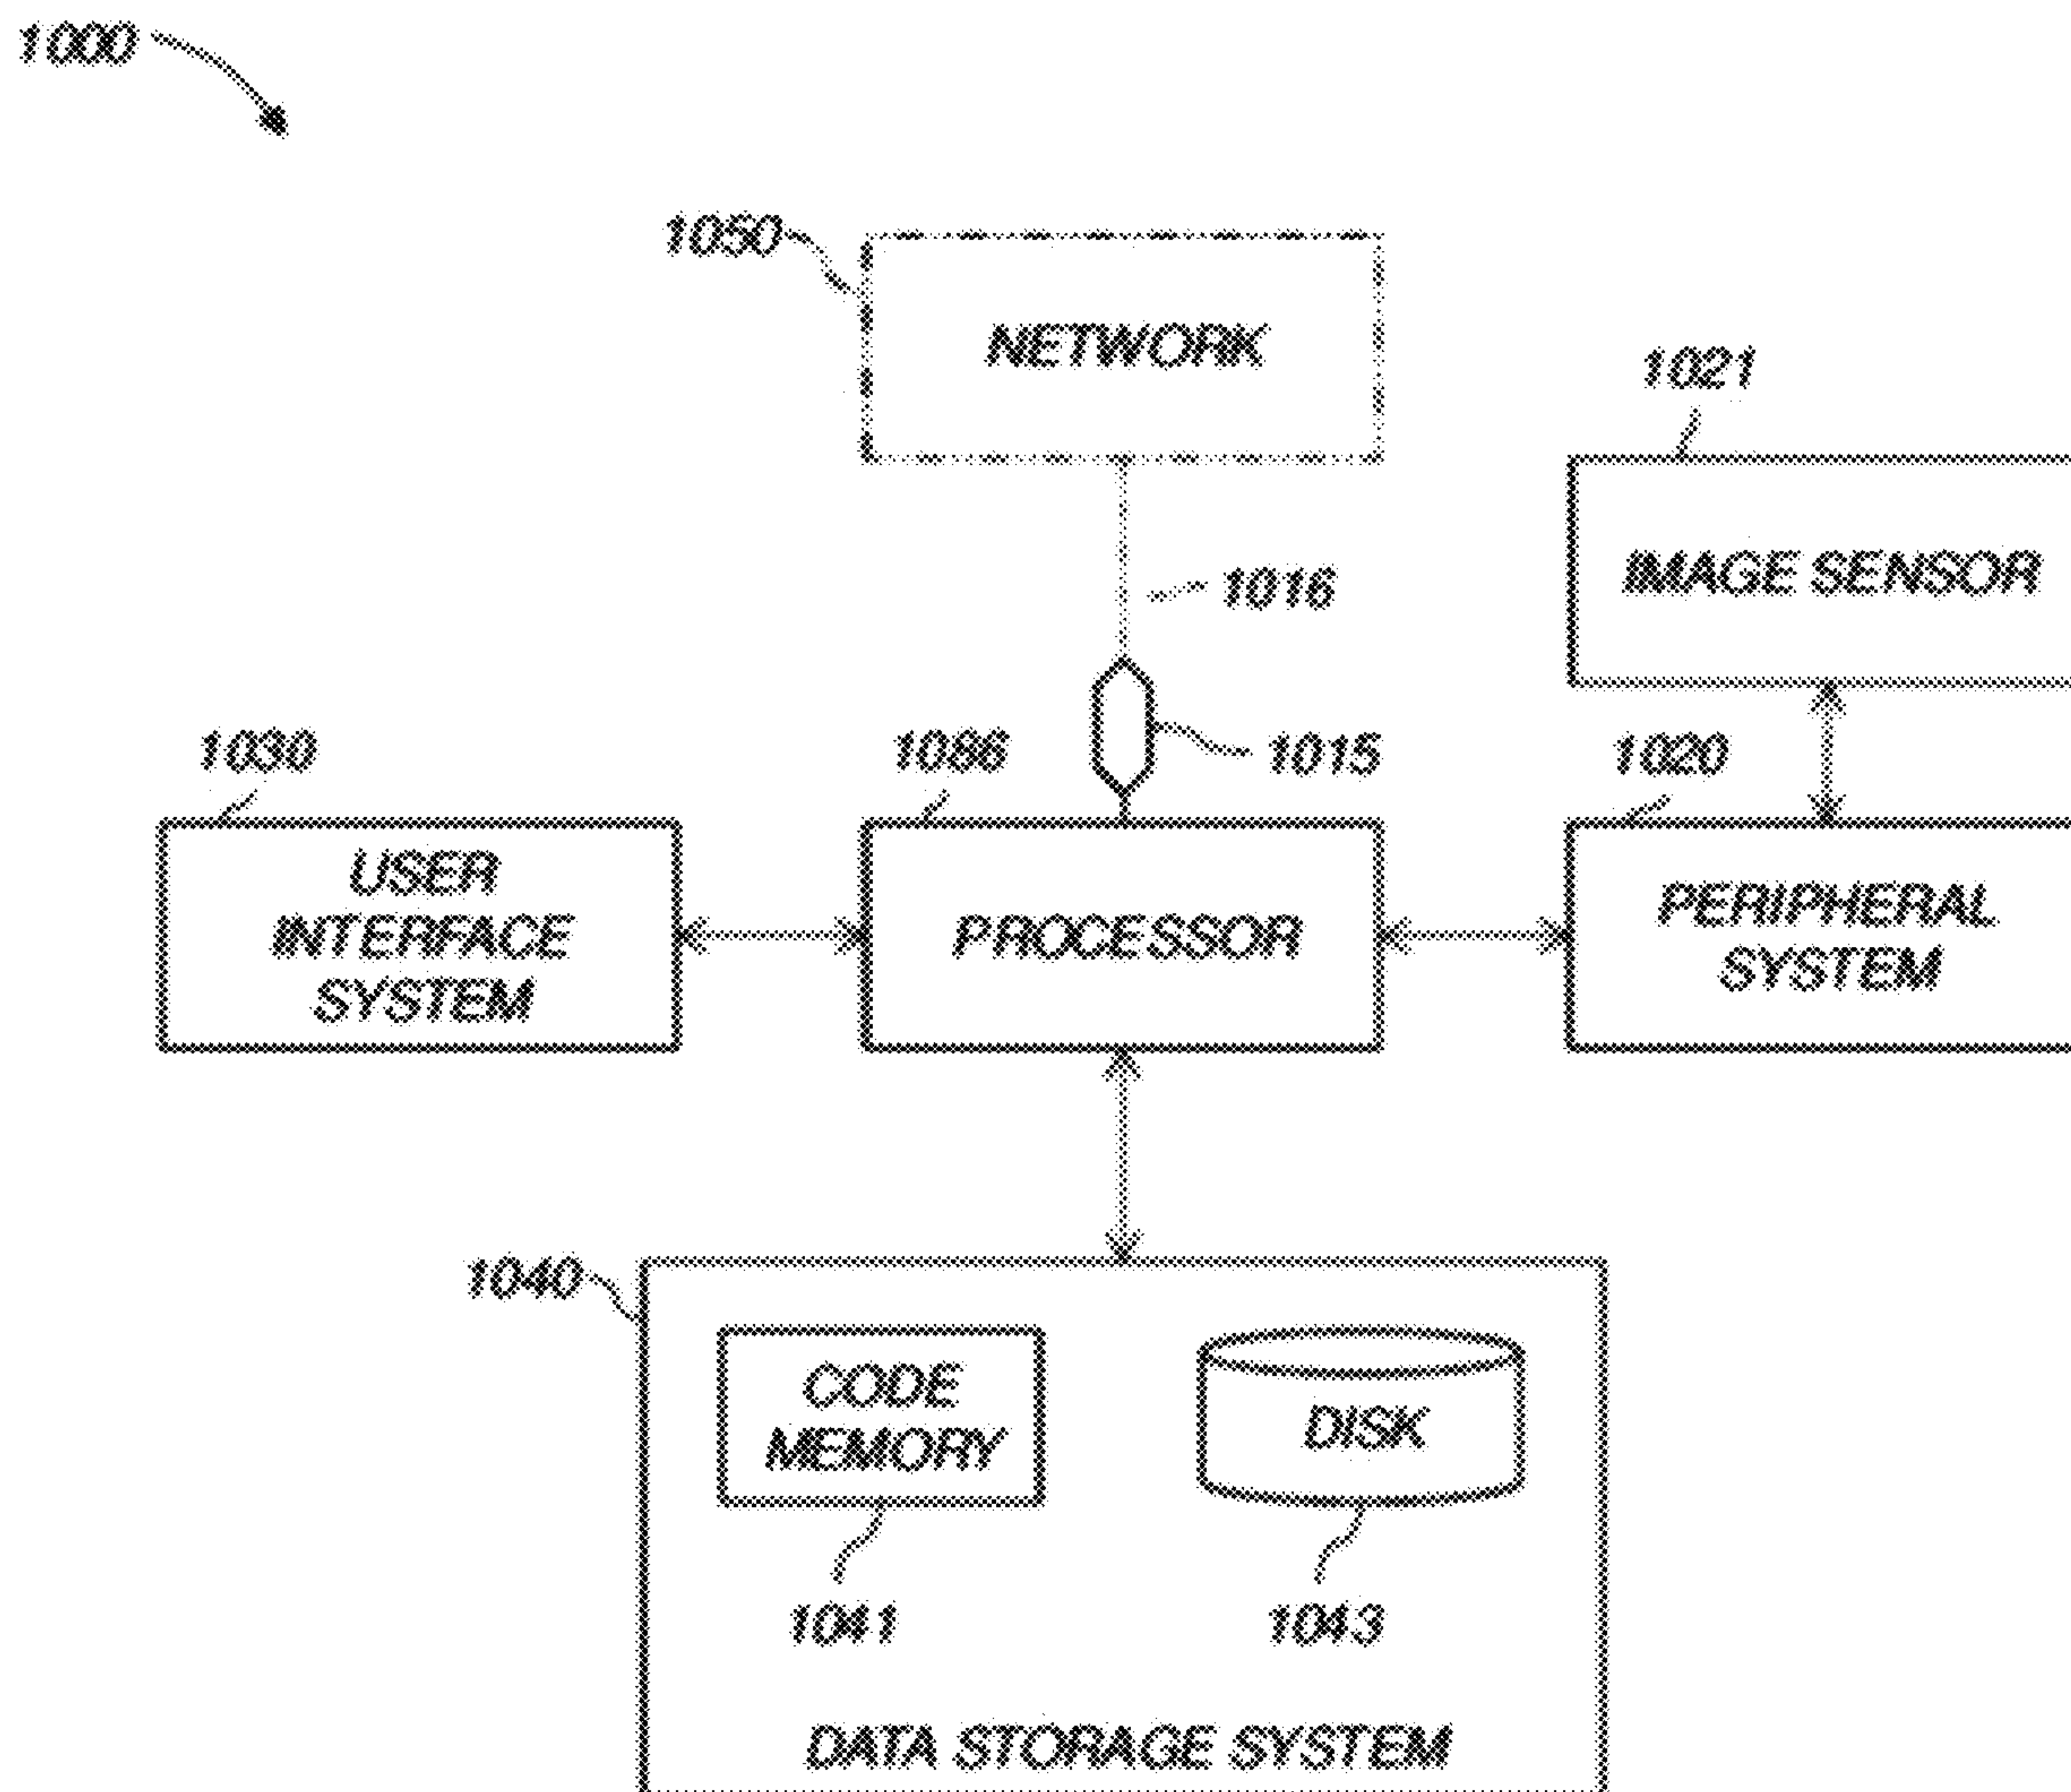 1000
1050
NETWORK
1021
IMAGE SENSOR
1016
1015
1030
1086
1020
USER
INTERFACE
SYSTEM
PROCESSOR
PERIPHERAL
SYSTEM
1040
CODE
MEMORY
DISK
1041
1043
DATA STORAGE SYSTEM